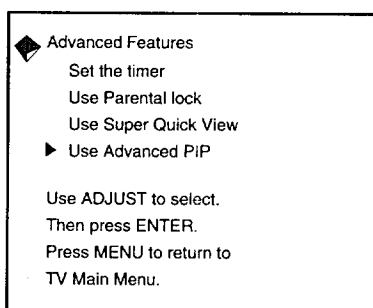 Advanced Features
Set the timer
Use Parental lock
Use Super Quick View
Use Advanced PIP
Use ADJUST to select.
Then press ENTER.
Press MENU to return to
TV Main Menu.